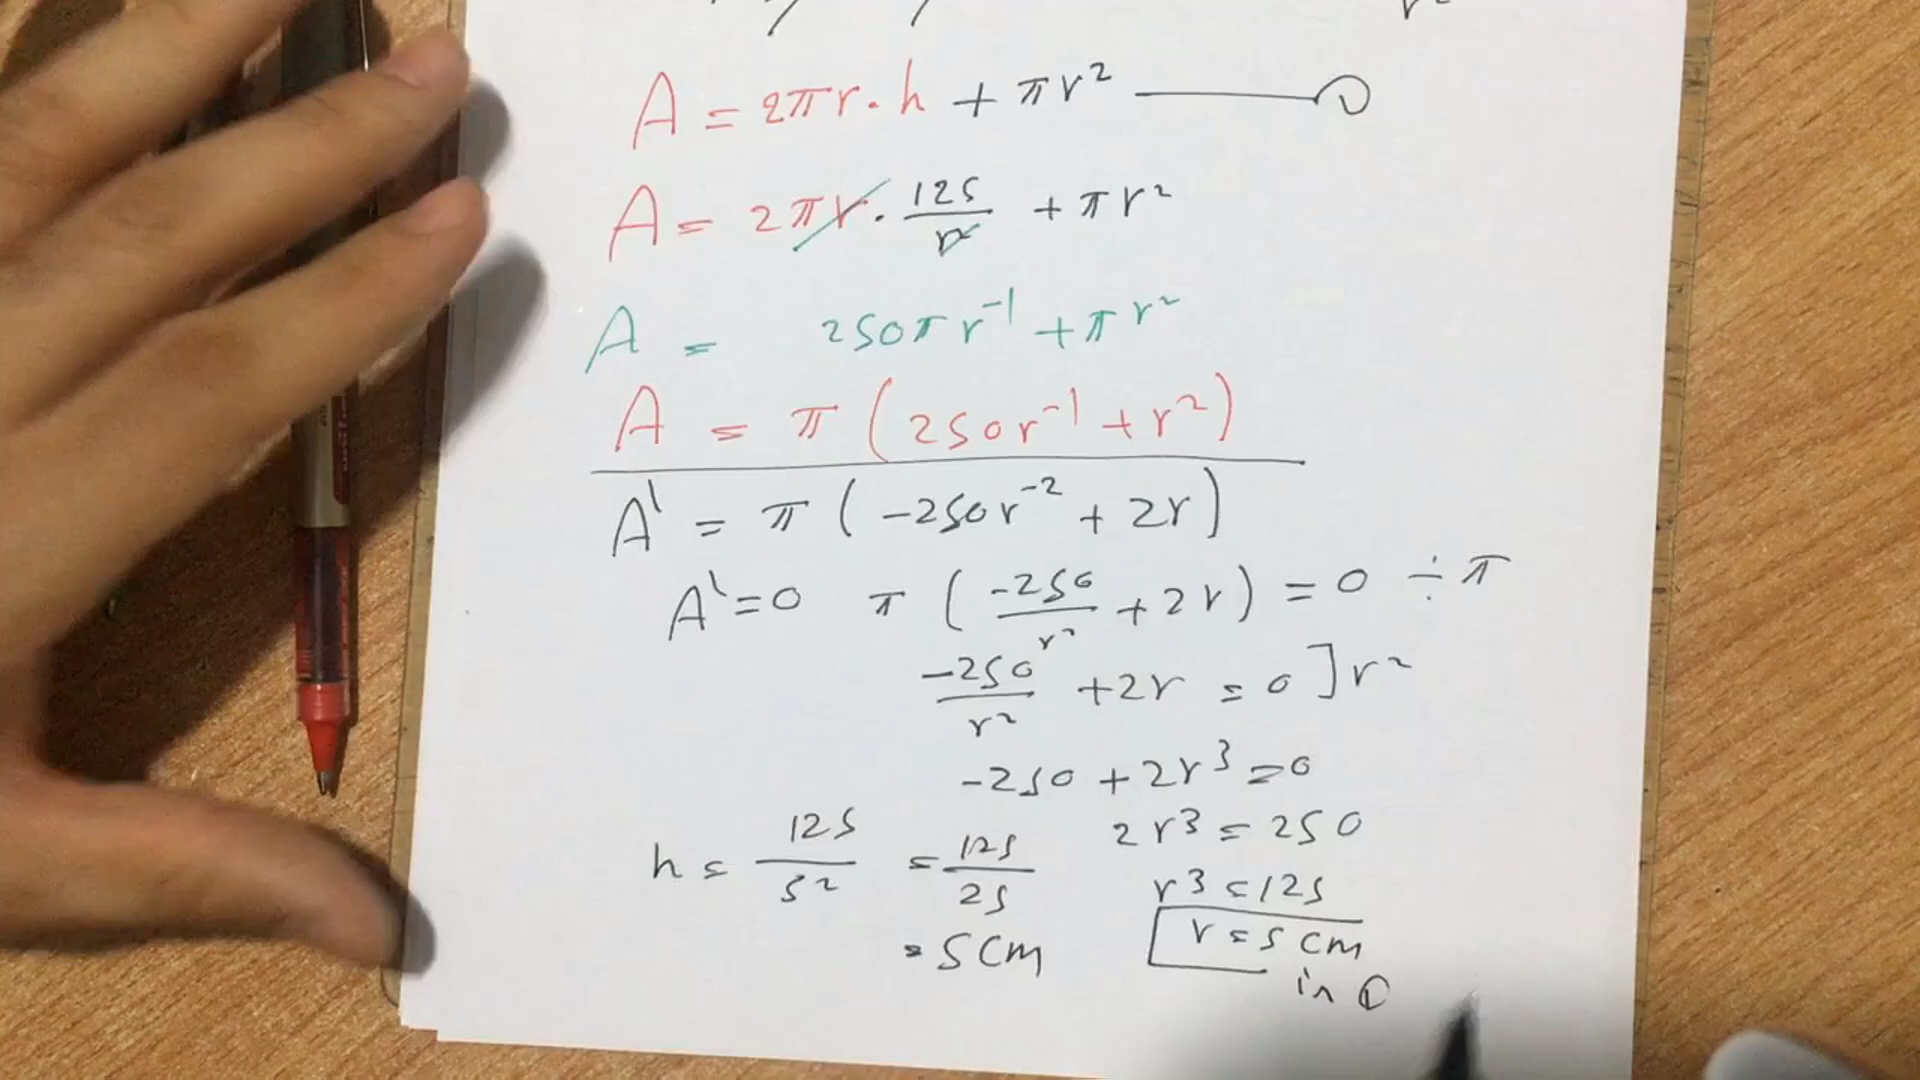 A = 2πr·h + πr² ——— ①
A = 2πr · 125/r² + πr²
A = 250πr⁻¹ + πr²
A = π(250r⁻¹ + r²)
A' = π(-250r⁻² + 2r)
A' = 0 π(-250/r² + 2r) = 0 ÷ π
-250/r² + 2r = 0] r²
-250 + 2r³ = 0
2r³ = 250
r³ = 125
r = 5 cm
in ①
h = 125/5² = 125/25
= 5 cm